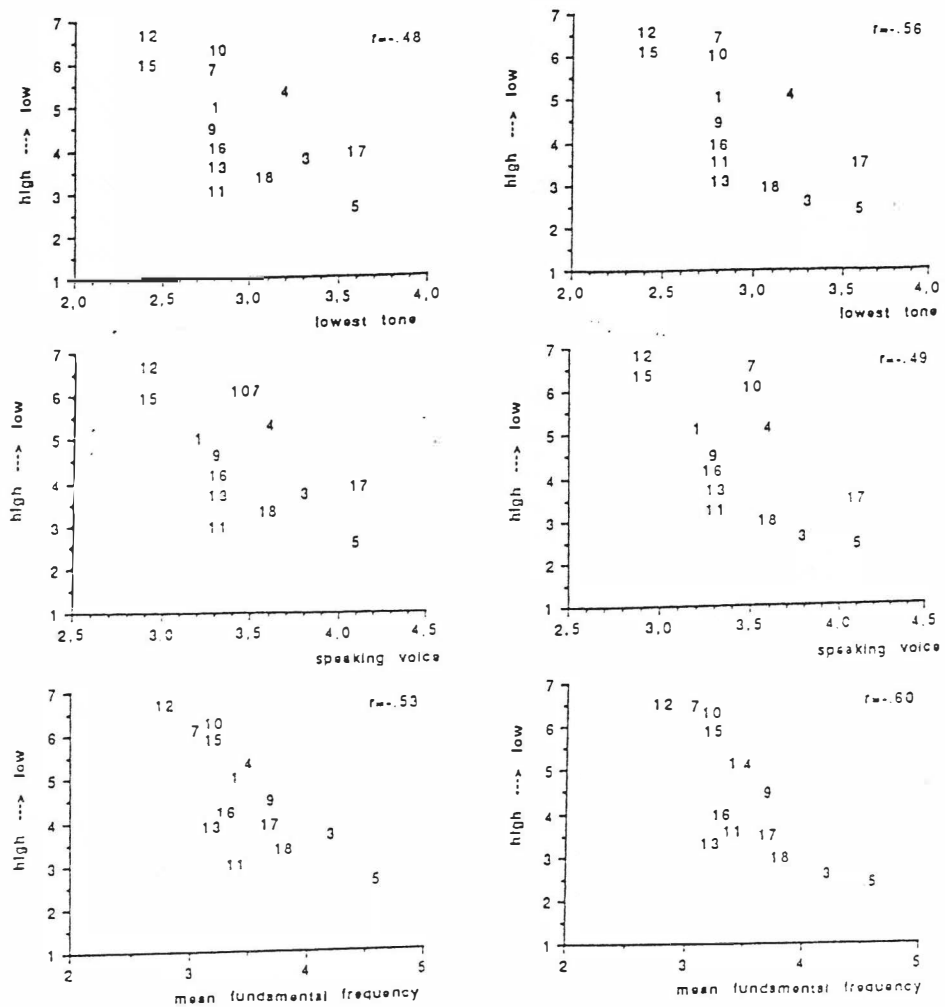 7 12 10 r=-.48
6 15 7
5 1 4
9
4 16 3 17
13 18
3 11 5
2
1
2,0 2,5 3,0 3,5 4,0
lowest tone
high ---> low
7 12 7 r=-.56
6 15 10
5 1 4
9
4 16 17
11
3 13 18 3 5
2
1
2,0 2,5 3,0 3,5 4,0
lowest tone
high ---> low
7 12
6 15 107
5 1 4
9
4 16 3 17
13 18
3 11 5
2
1
2,5 3,0 3,5 4,0 4,5
speaking voice
high ---> low
7 12 7 r=-.49
6 15 10
5 1 4
9
4 16 17
13
3 11 18 3 5
2
1
2,5 3,0 3,5 4,0 4,5
speaking voice
high ---> low
7 12 r=-.53
6 7 10
15
5 1 4
9
4 13 16 17 3
18
3 11 5
2
1
2 3 4 5
mean fundamental frequency
high ---> low
7 12 7 10 r=-.60
6 15
5 1 4
9
4 16 17
11
3 13 18 3 5
2
1
2 3 4 5
mean fundamental frequency
high ---> low